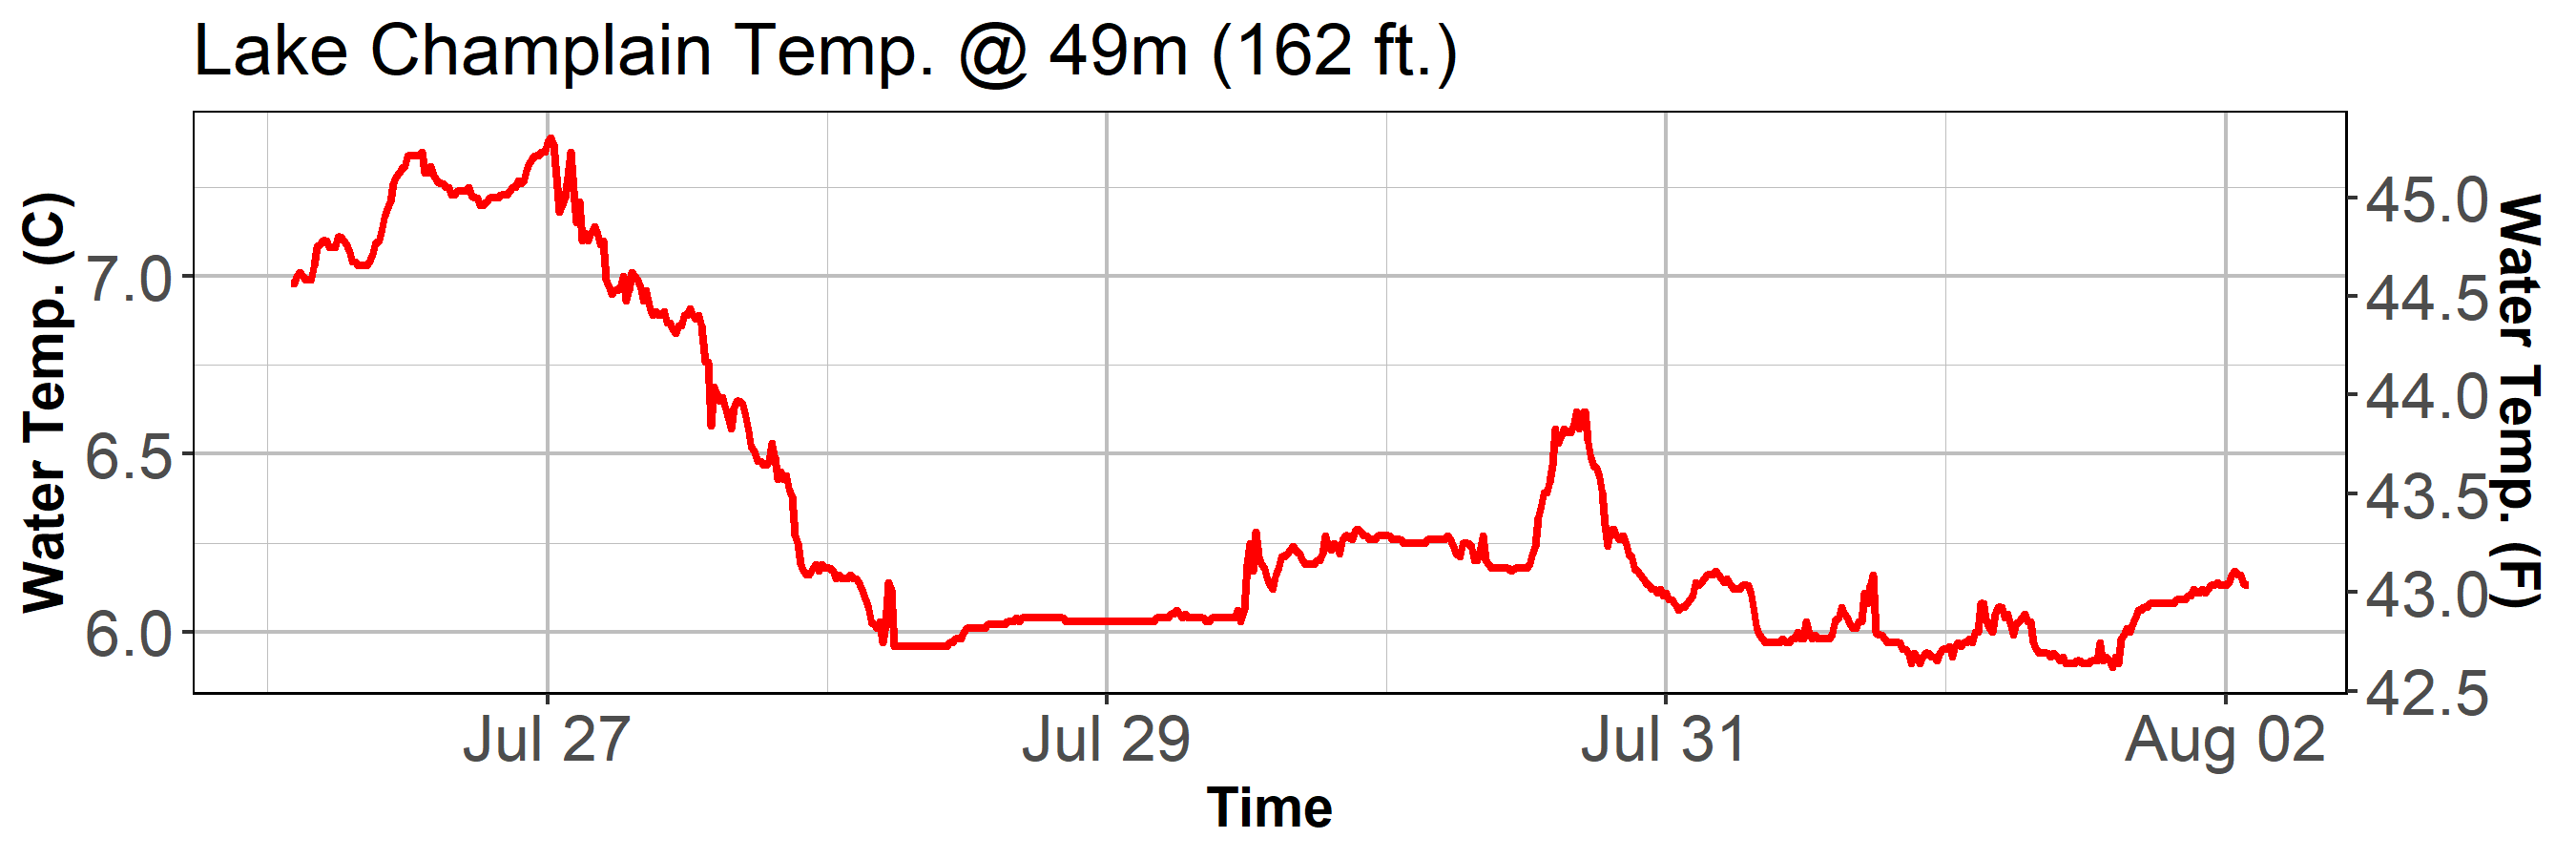 Lake Champlain Temp. @ 49m (162 ft.)
Water Temp. (C)
7.0
6.5
6.0
45.0
44.5
44.0
43.5
43.0
42.5
Water Temp. (F)
Jul 27
Jul 29
Jul 31
Aug 02
Time